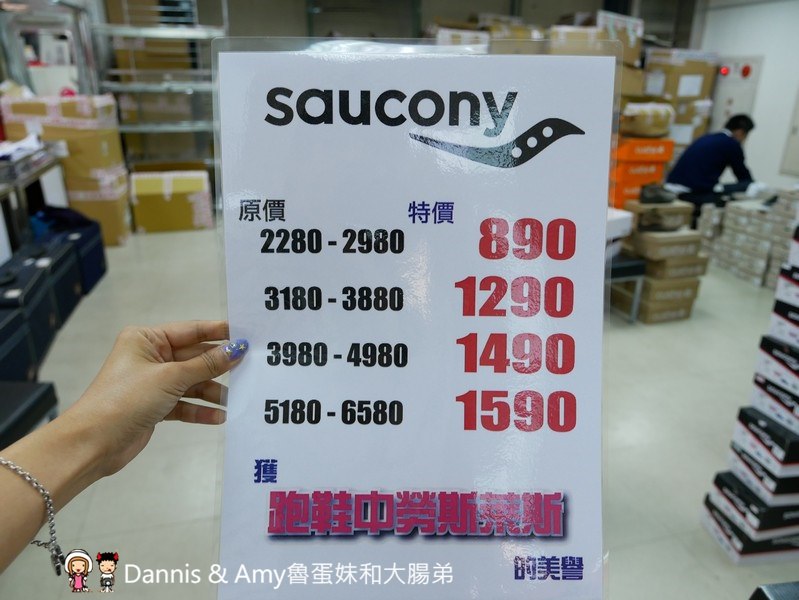 saucony
原價 特價
2280 - 2980 890
3180 - 3880 1290
3980 - 4980 1490
5180 - 6580 1590
獲
跑鞋中勞斯萊斯
的美譽
Dannis & Amy魯蛋妹和大腸弟